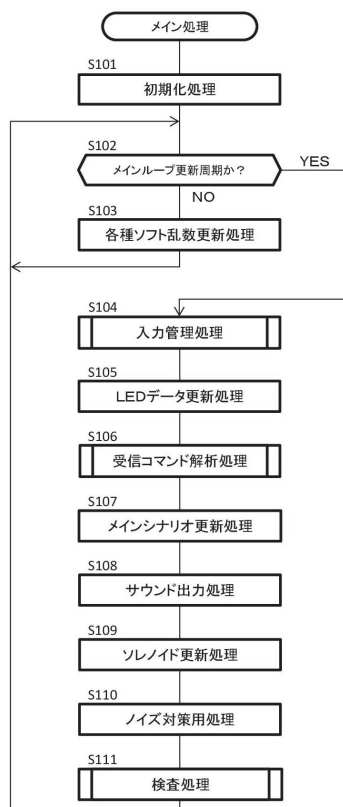 メイン処理
S101
初期化処理
S102
メインループ更新周期か?
YES
NO
S103
各種ソフト乱数更新処理
S104
入力管理処理
S105
LEDデータ更新処理
S106
受信コマンド解析処理
S107
メインシナリオ更新処理
S108
サウンド出力処理
S109
ソレノイド更新処理
S110
ノイズ対策用処理
S111
検査処理